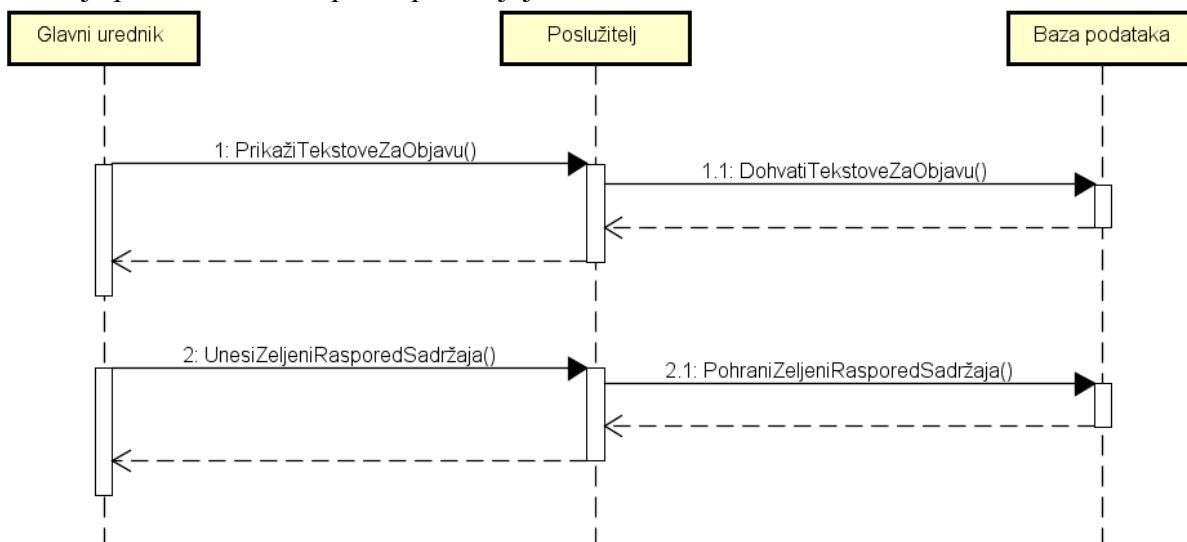 Glavni urednik
Poslužitelj
Baza podataka
1: PrikažiTekstoveZaObjavu()
1.1: DohvatiTekstoveZaObjavu()
2: UnesiZeljeniRasporedSadržaja()
2.1: PohraniZeljeniRasporedSadržaja()